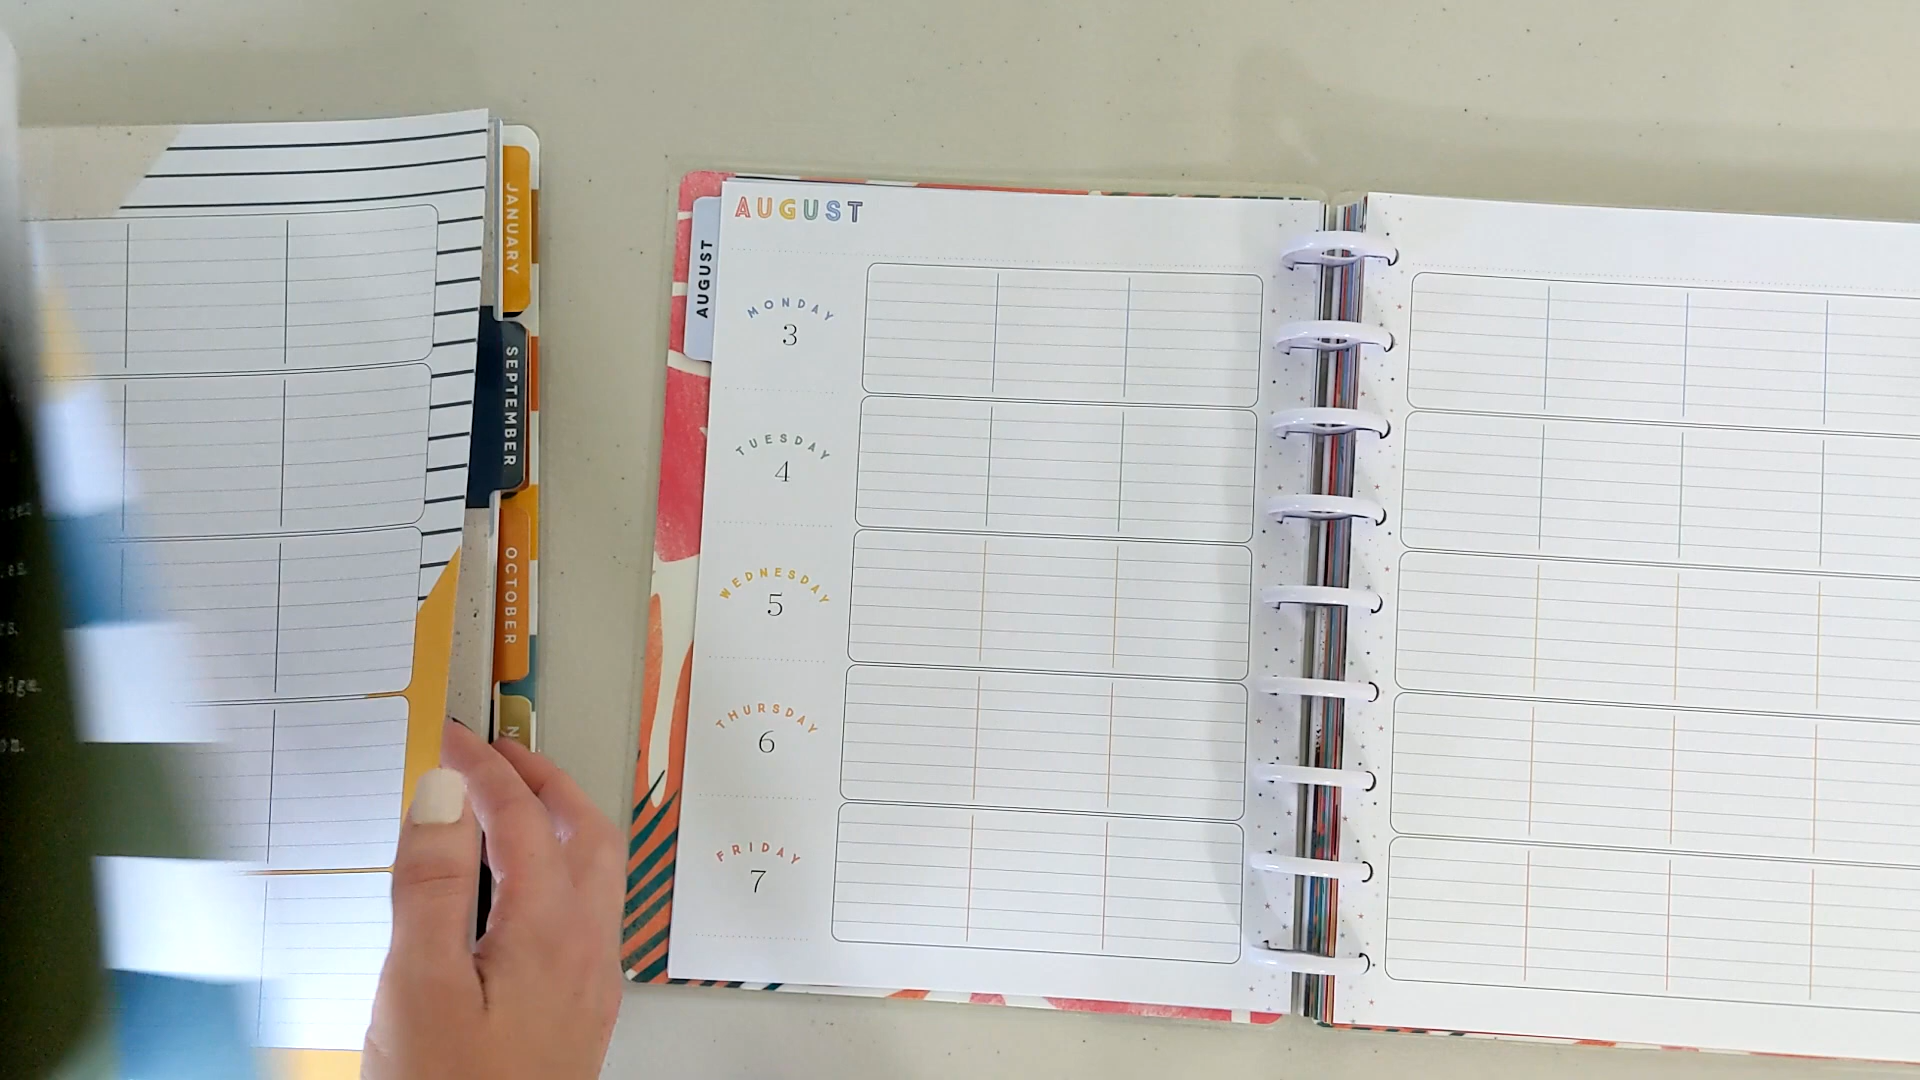 JANUARY
SEPTEMBER
OCTOBER
N
AUGUST
AUGUST
MONDAY
3
TUESDAY
4
WEDNESDAY
5
THURSDAY
6
FRIDAY
7